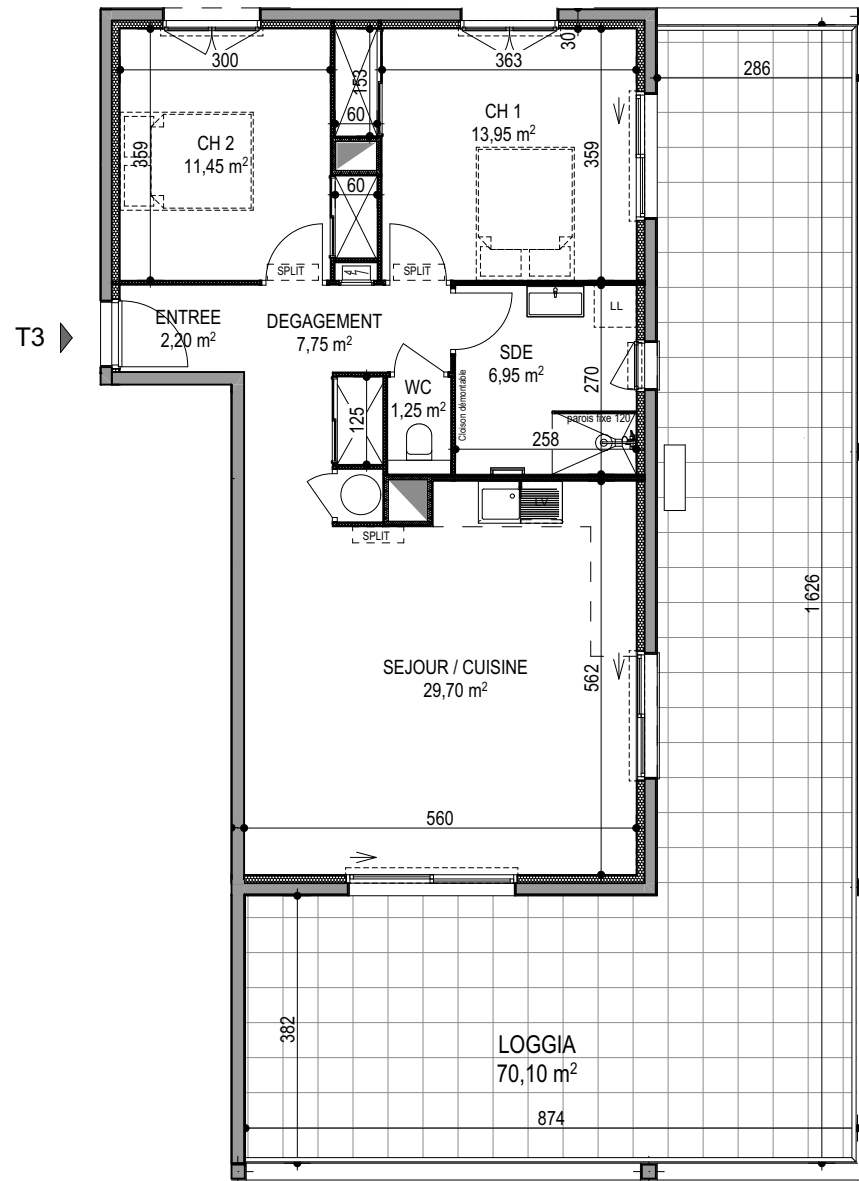 300
363
30
286
153
60
CH 1
13,95 m²
CH 2
11,45 m²
359
359
60
SPLIT
SPLIT
T3
ENTREE
2,20 m²
DEGAGEMENT
7,75 m²
LL
SDE
6,95 m²
270
WC
1,25 m²
Cloison démontable
125
parois fixe 120
258
LV
SPLIT
1 626
SEJOUR / CUISINE
29,70 m²
562
560
382
LOGGIA
70,10 m²
874